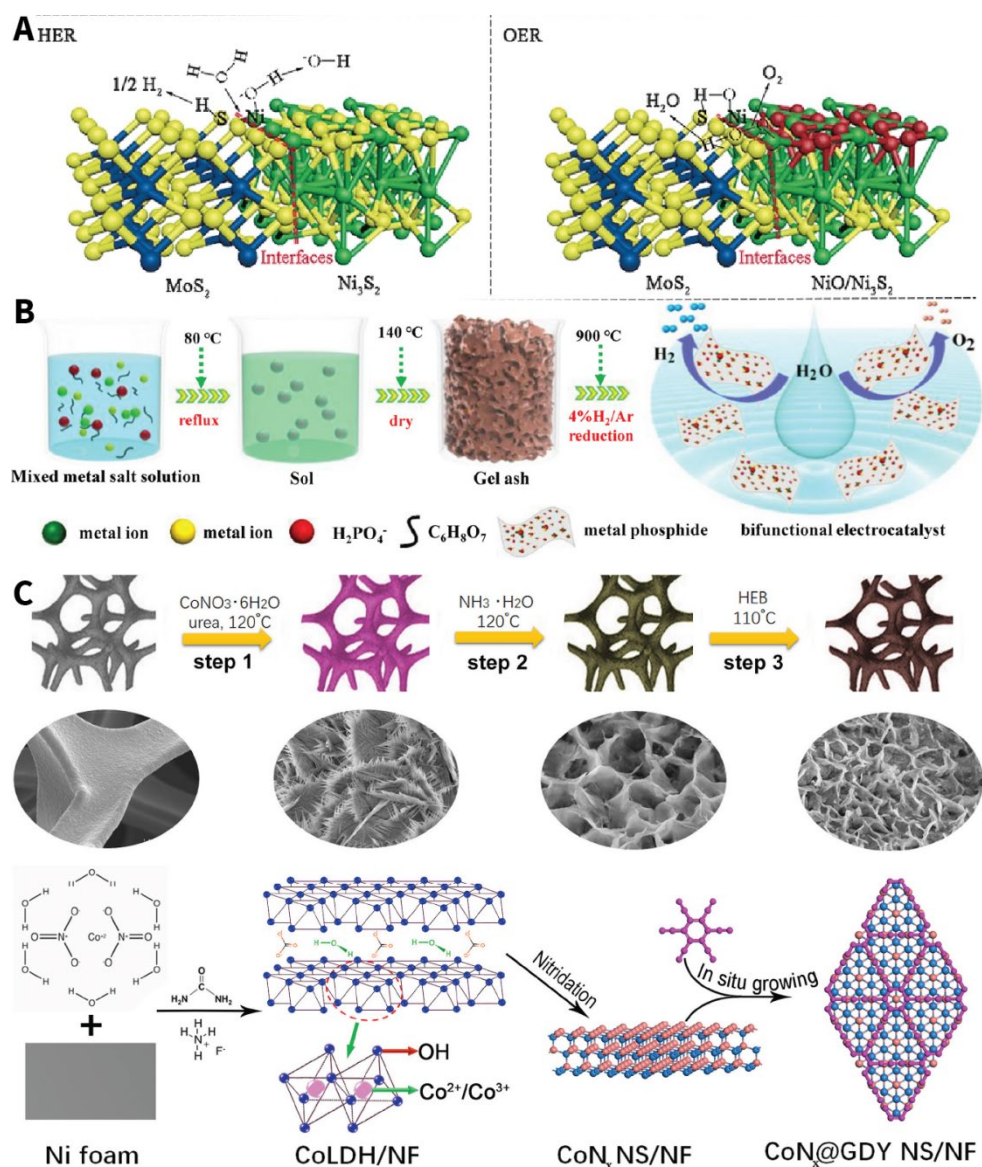 A HER
OER
H
H
O
H
⁻O
H
⁻O—H
1/2 H₂
H
S
Ni
O₂
H₂O
H O
S Ni
H—O
Interfaces
Interfaces
MoS₂
Ni₃S₂
MoS₂
NiO/Ni₃S₂
B
80 °C
140 °C
900 °C
reflux
dry
4%H₂/Ar
reduction
H₂
H₂O
O₂
Mixed metal salt solution
Sol
Gel ash
metal ion
metal ion
H₂PO₄⁻
C₆H₈O₇
metal phosphide
bifunctional electrocatalyst
C
CoNO₃·6H₂O
urea, 120°C
step 1
NH₃ ·H₂O
120°C
step 2
HEB
110°C
step 3
H O H
H O H
H O H
O⁻ O⁻
O=N⁺ Co⁺² N⁺=O
O⁻ O⁻
H O H
H O H
H O H
O
H₂N NH₂
H
H N⁺ H
H
F⁻
+
H O H
H O H
OH
Co²⁺/Co³⁺
Nitridation
In situ growing
Ni foam
CoLDH/NF
CoNₓ NS/NF
CoNₓ@GDY NS/NF